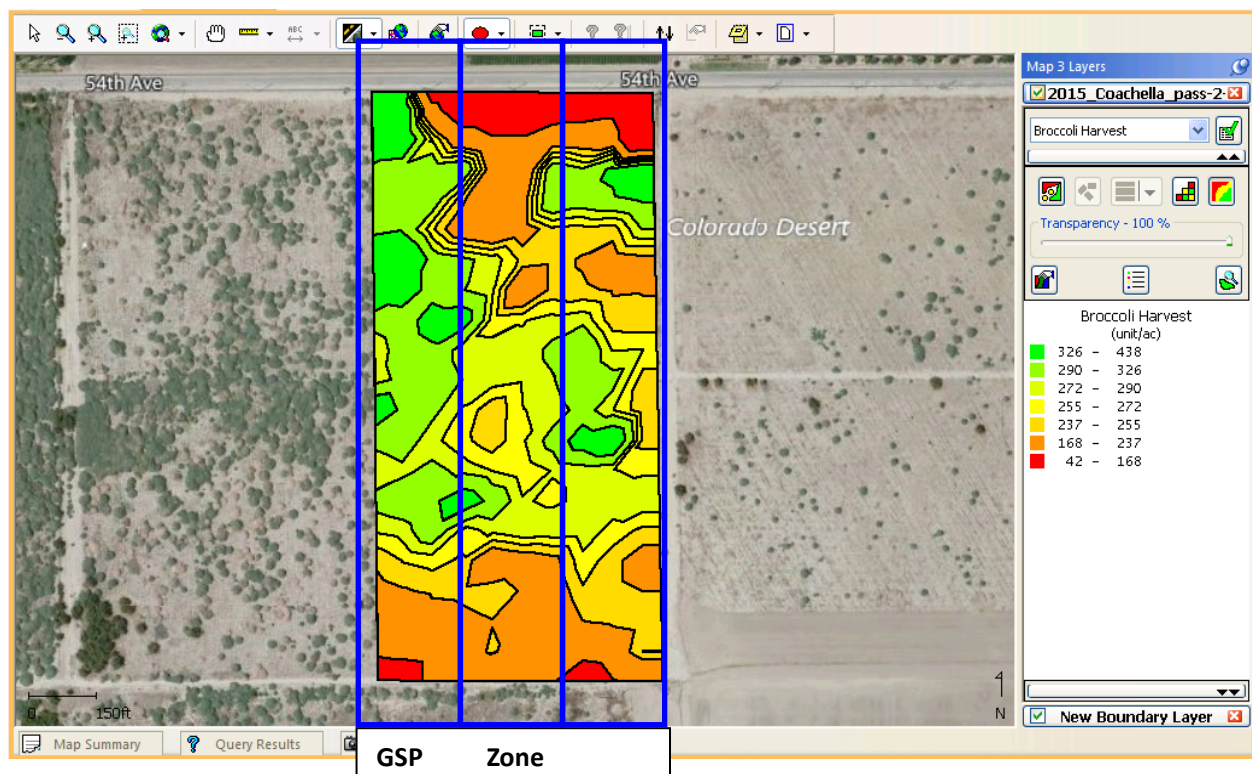 ABC
54th Ave
54th Ave
Colorado Desert
0 150ft
N
Map 3 Layers
2015_Coachella_pass-2-
Broccoli Harvest
Transparency - 100 %
Broccoli Harvest
(unit/ac)
326 - 438
290 - 326
272 - 290
255 - 272
237 - 255
168 - 237
42 - 168
New Boundary Layer
Map Summary
Query Results
GSP Zone